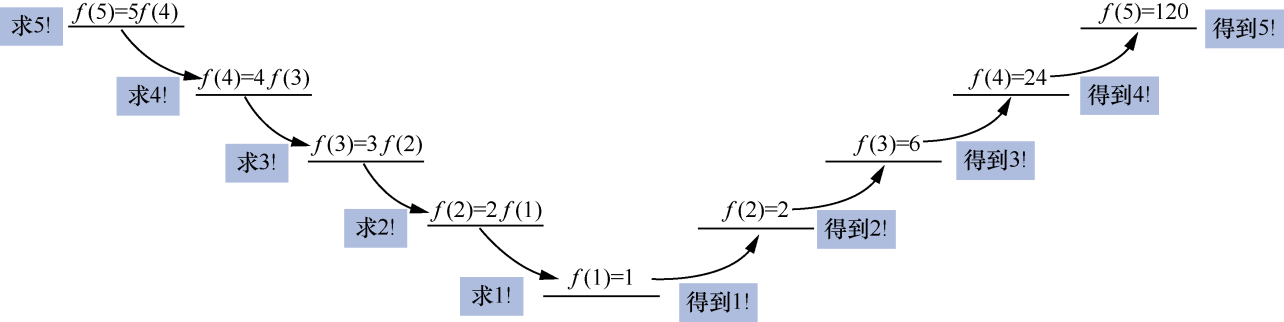 求5!
f(5)=5f(4)
f(5)=120
得到5!
求4!
f(4)=4f(3)
f(4)=24
得到4!
求3!
f(3)=3f(2)
f(3)=6
得到3!
求2!
f(2)=2f(1)
f(2)=2
得到2!
求1!
f(1)=1
得到1!